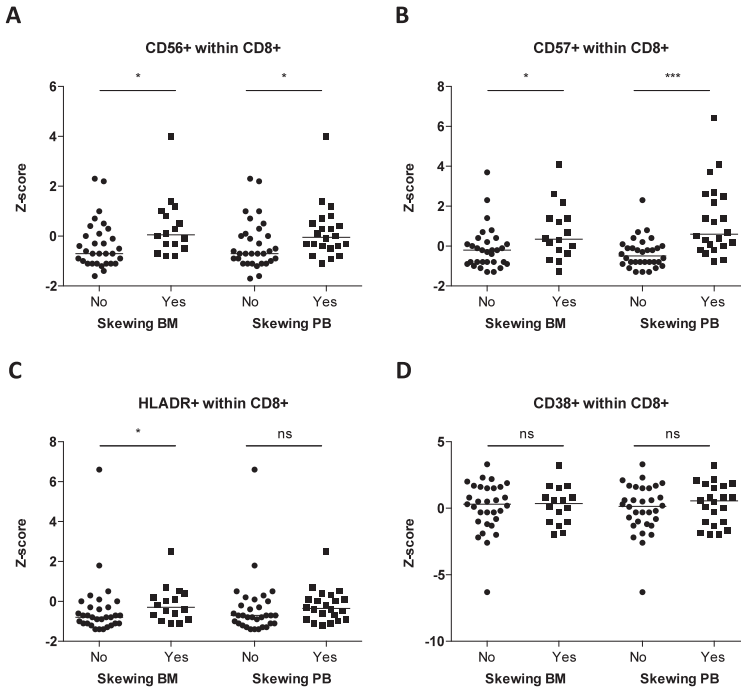 A
CD56+ within CD8+
* *
Z-score
6
4
2
0
-2
No Yes No Yes
Skewing BM Skewing PB
B
CD57+ within CD8+
* ***
Z-score
8
6
4
2
0
-2
No Yes No Yes
Skewing BM Skewing PB
C
HLADR+ within CD8+
* ns
Z-score
8
6
4
2
0
-2
No Yes No Yes
Skewing BM Skewing PB
D
CD38+ within CD8+
ns ns
Z-score
5
0
-5
-10
No Yes No Yes
Skewing BM Skewing PB